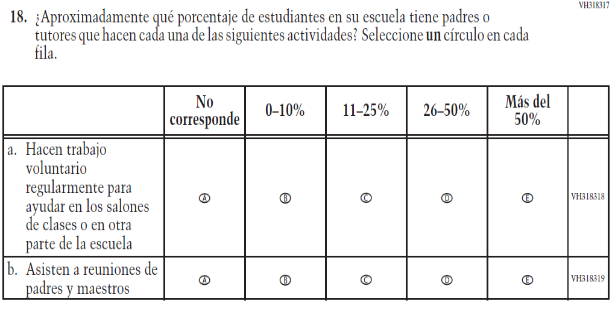 VH318317
18. ¿Aproximadamente qué porcentaje de estudiantes en su escuela tiene padres o
tutores que hacen cada una de las siguientes actividades? Seleccione un círculo en cada
fila.
No
corresponde
0–10%
11–25%
26–50%
Más del
50%
a. Hacen trabajo
voluntario
regularmente para
ayudar en los salones
de clases o en otra
parte de la escuela
A B C D E VH318318
b. Asisten a reuniones de
padres y maestros
A B C D E VH318319